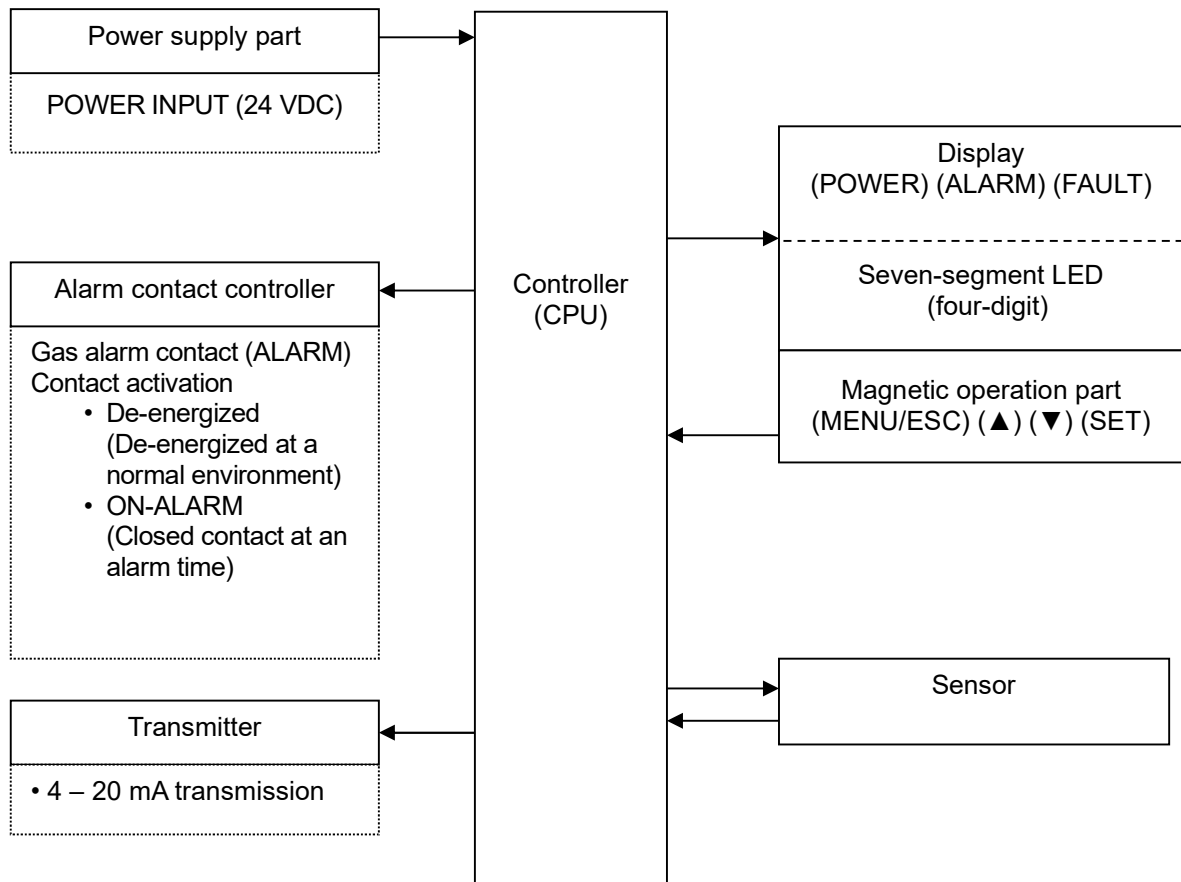 Power supply part
POWER INPUT (24 VDC)
Alarm contact controller
Gas alarm contact (ALARM)
Contact activation
• De-energized
(De-energized at a
normal environment)
• ON-ALARM
(Closed contact at an
alarm time)
Transmitter
• 4 – 20 mA transmission
Controller
(CPU)
Display
(POWER) (ALARM) (FAULT)
Seven-segment LED
(four-digit)
Magnetic operation part
(MENU/ESC) (▲) (▼) (SET)
Sensor